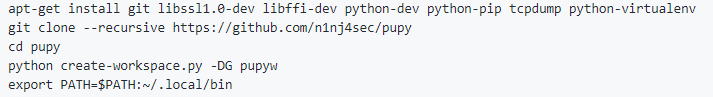 apt-get install git libssl1.0-dev libffi-dev python-dev python-pip tcpdump python-virtualenv
git clone --recursive https://github.com/n1nj4sec/pupy
cd pupy
python create-workspace.py -DG pupyw
export PATH=$PATH:~/.local/bin